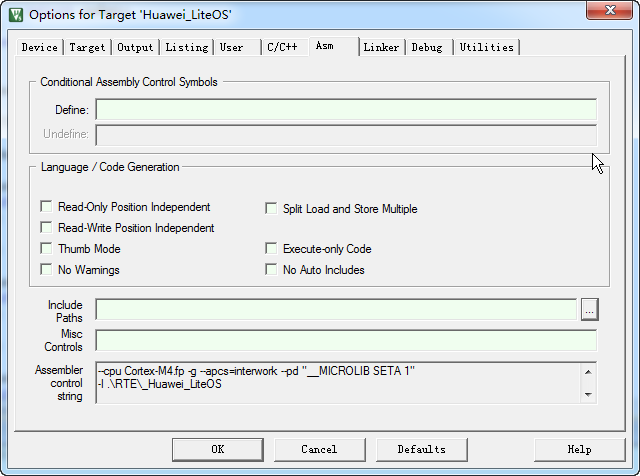 Options for Target 'Huawei_LiteOS'
Device Target Output Listing User C/C++ Asm Linker Debug Utilities
Conditional Assembly Control Symbols
Define:
Undefine:
Language / Code Generation
Read-Only Position Independent Split Load and Store Multiple
Read-Write Position Independent
Thumb Mode Execute-only Code
No Warnings No Auto Includes
Include
Paths
...
Misc
Controls
Assembler
control
string
--cpu Cortex-M4.fp -g --apcs=interwork --pd "__MICROLIB SETA 1"
-I .\RTE\_Huawei_LiteOS
OK Cancel Defaults Help